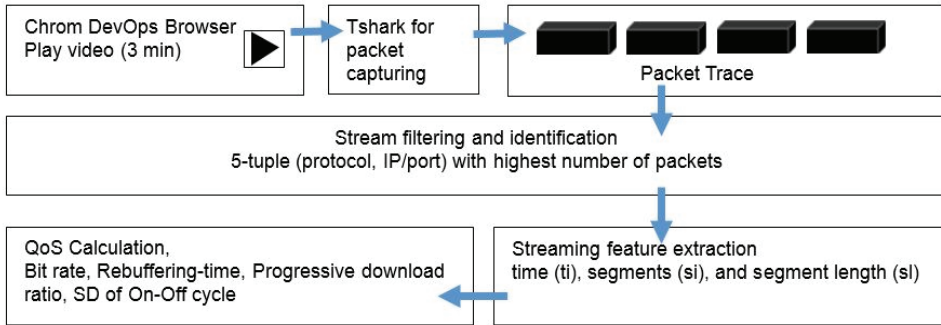 Chrom DevOps Browser
Play video (3 min)
Tshark for
packet
capturing
Packet Trace
Stream filtering and identification
5-tuple (protocol, IP/port) with highest number of packets
QoS Calculation,
Bit rate, Rebuffering-time, Progressive download
ratio, SD of On-Off cycle
Streaming feature extraction
time (ti), segments (si), and segment length (sl)